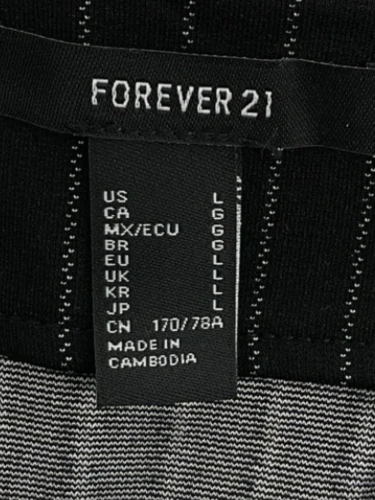 FOREVER 21
US L
CA G
MX/ECU G
BR G
EU L
UK L
KR L
JP L
CN 170/78A
MADE IN
CAMBODIA